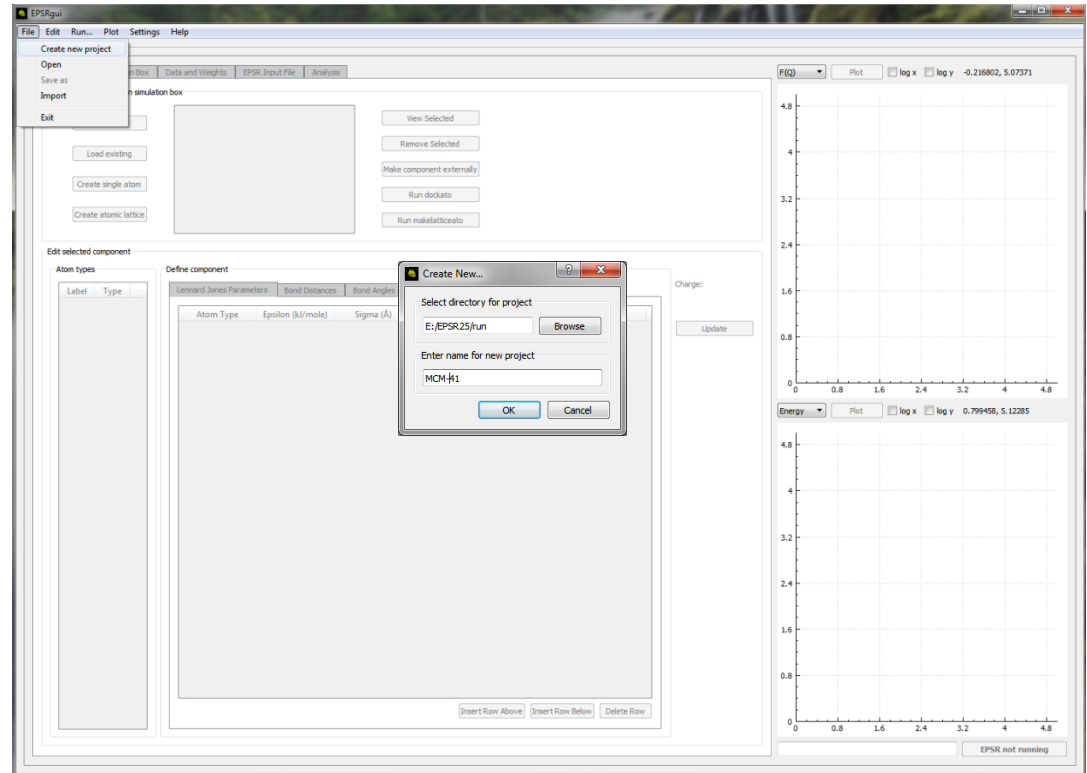 EPSRgui
File Edit Run... Plot Settings Help
Create new project
Open
Save as
Import
Exit
Box Data and Weights EPSR Input File Analysis
simulation box
Load existing
Create single atom
Create atomic lattice
View Selected
Remove Selected
Make component externally
Run dockato
Run makelatticeato
Edit selected component
Atom types
Label Type
Define component
Lennard Jones Parameters Bond Distances Bond Angles
Atom Type Epsilon (kJ/mole) Sigma (Å)
Charge:
Update
Insert Row Above Insert Row Below Delete Row
Create New...
Select directory for project
E:/EPSR25/run Browse
Enter name for new project
MCM-41
OK Cancel
F(Q) Plot log x log y -0.216802, 5.07371
4.8
4
3.2
2.4
1.6
0.8
0
0 0.8 1.6 2.4 3.2 4 4.8
Energy Plot log x log y 0.799458, 5.12285
4.8
4
3.2
2.4
1.6
0.8
0
0 0.8 1.6 2.4 3.2 4 4.8
EPSR not running